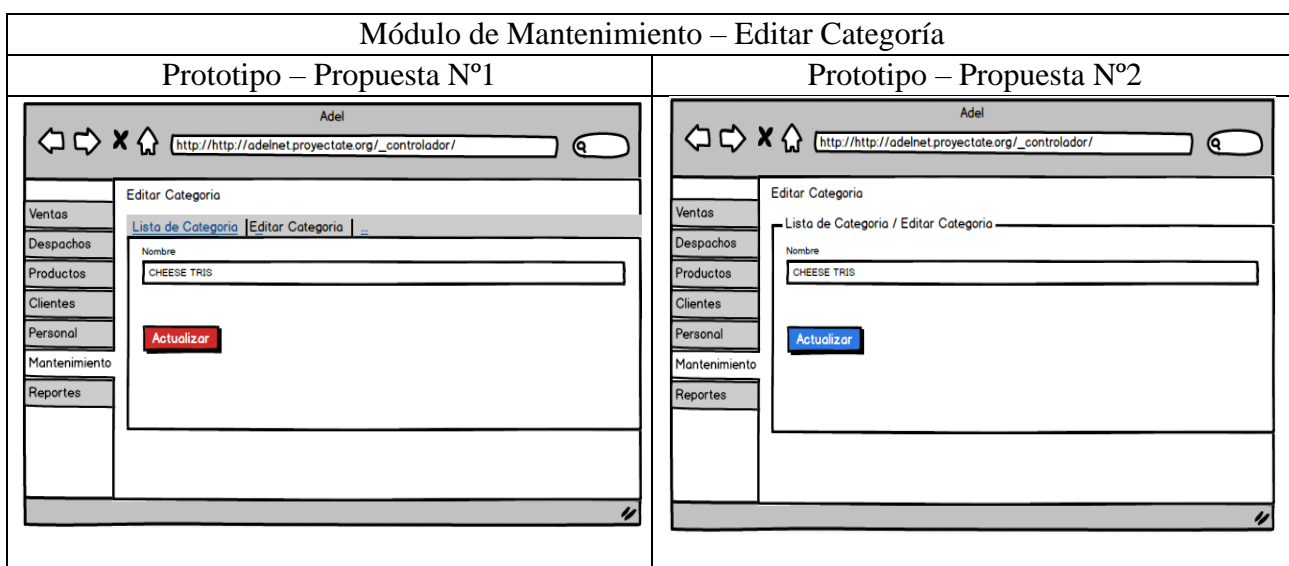 Módulo de Mantenimiento – Editar Categoría
Prototipo – Propuesta Nº1
Prototipo – Propuesta Nº2
Adel
http://http://adelnet.proyectate.org/_controlador/
Editar Categoria
Ventas
Despachos
Productos
Clientes
Personal
Mantenimiento
Reportes
Lista de Categoria Editar Categoria ...
Nombre
CHEESE TRIS
Actualizar
Adel
http://http://adelnet.proyectate.org/_controlador/
Editar Categoria
Ventas
Despachos
Productos
Clientes
Personal
Mantenimiento
Reportes
Lista de Categoria / Editar Categoria
Nombre
CHEESE TRIS
Actualizar